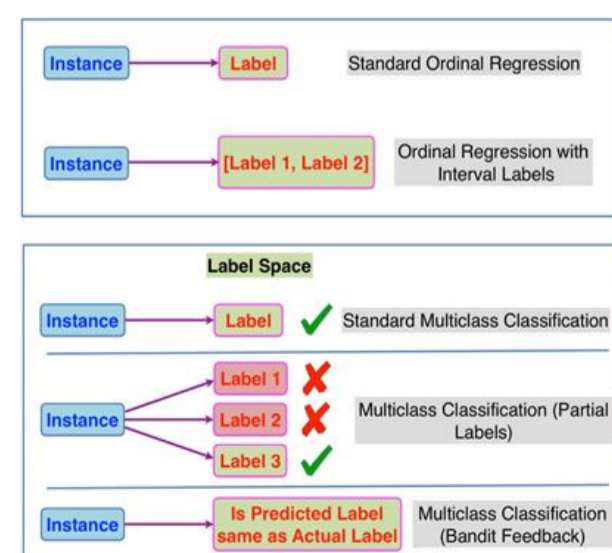 Instance
Label
Standard Ordinal Regression
Instance
[Label 1, Label 2]
Ordinal Regression with
Interval Labels
Label Space
Instance
Label
Standard Multiclass Classification
Label 1
Instance
Label 2
Label 3
Multiclass Classification (Partial
Labels)
Instance
Is Predicted Label
same as Actual Label
Multiclass Classification
(Bandit Feedback)